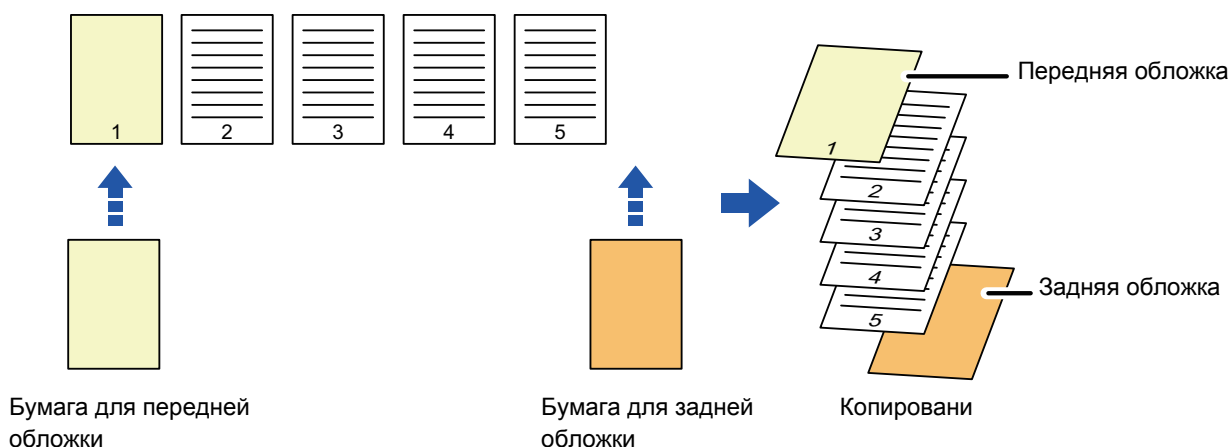 1 2 3 4 5
Передняя обложка
1
2
3
4
5
Задняя обложка
Бумага для передней
обложки
Бумага для задней
обложки
Копировани